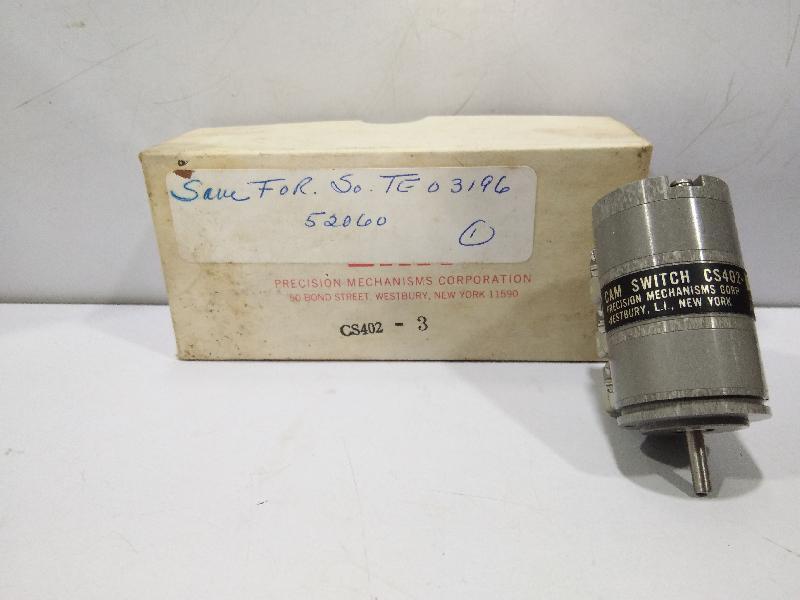 Save FOR. So. TE 03196
52060
1
PRECISION MECHANISMS CORPORATION
50 BOND STREET, WESTBURY, NEW YORK 11590
CS402 - 3
CAM SWITCH CS402-
PRECISION MECHANISMS CORP.
WESTBURY, L.I., NEW YORK